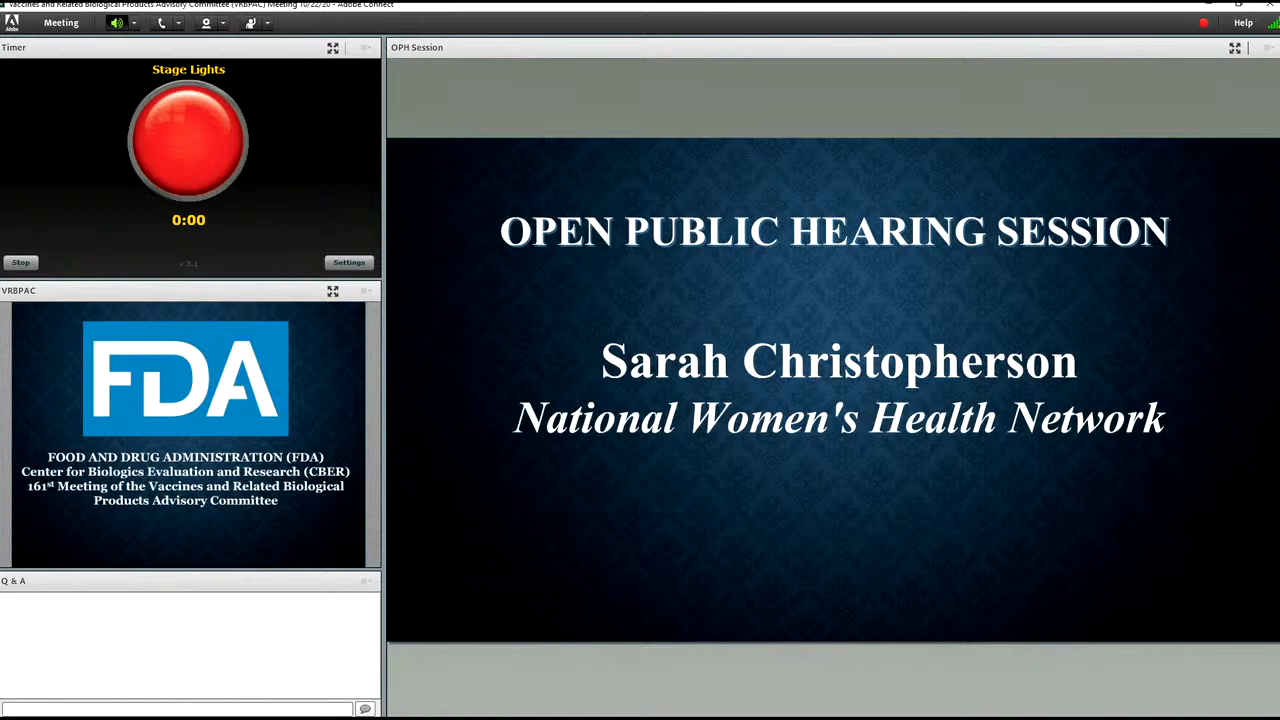 Vaccines and Related Biological Products Advisory Committee (VRBPAC) Meeting 10/22/20 - Adobe Connect
Adobe
Meeting
Help
Timer
Stage Lights
0:00
Stop
v 3.1
Settings
VRBPAC
FDA
FOOD AND DRUG ADMINISTRATION (FDA)
Center for Biologics Evaluation and Research (CBER)
161st Meeting of the Vaccines and Related Biological
Products Advisory Committee
Q & A
OPH Session
OPEN PUBLIC HEARING SESSION
Sarah Christopherson
National Women's Health Network